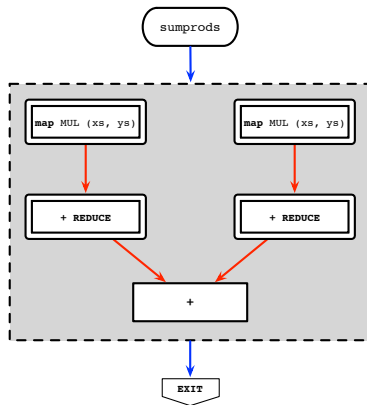 sumprods
map MUL (xs, ys)
map MUL (xs, ys)
+ REDUCE
+ REDUCE
+
EXIT